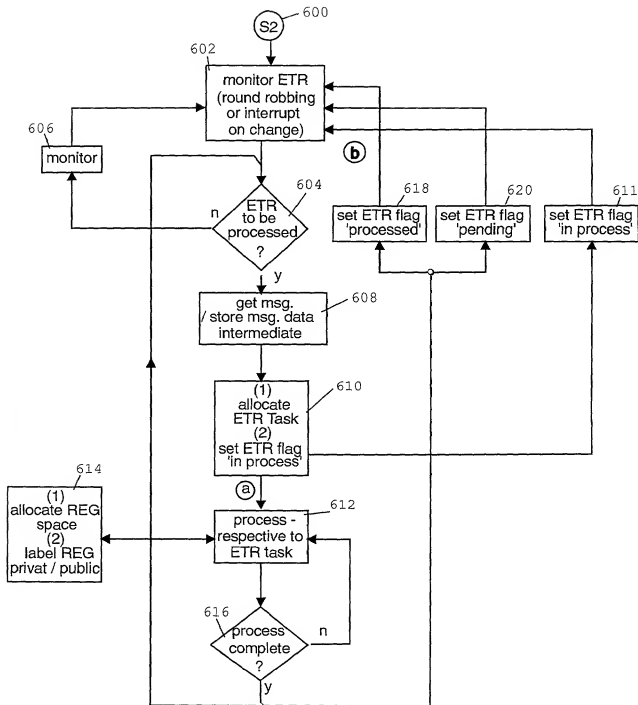 S2
600
602
monitor ETR
(round robbing
or interrupt
on change)
606
monitor
b
604
ETR
to be
processed
?
n
y
618
set ETR flag
'processed'
620
set ETR flag
'pending'
611
set ETR flag
'in process'
608
get msg.
/ store msg. data
intermediate
610
(1)
allocate
ETR Task
(2)
set ETR flag
'in process'
a
614
(1)
allocate REG
space
(2)
label REG
privat / public
612
process -
respective to
ETR task
616
process
complete
?
n
y